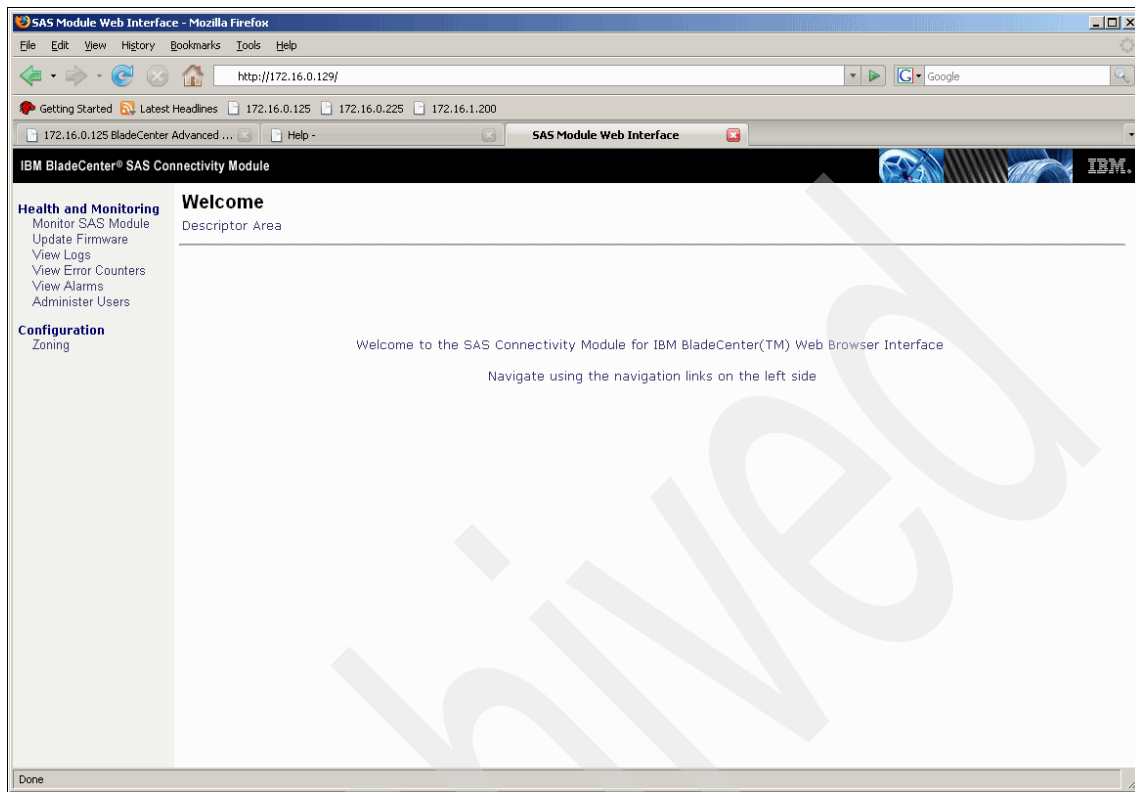 SAS Module Web Interface - Mozilla Firefox
File Edit View History Bookmarks Tools Help
http://172.16.0.129/ G Google
Getting Started Latest Headlines 172.16.0.125 172.16.0.225 172.16.1.200
172.16.0.125 BladeCenter Advanced ... Help - SAS Module Web Interface
IBM BladeCenter® SAS Connectivity Module IBM.
Health and Monitoring
Monitor SAS Module
Update Firmware
View Logs
View Error Counters
View Alarms
Administer Users
Configuration
Zoning
Welcome
Descriptor Area
Welcome to the SAS Connectivity Module for IBM BladeCenter(TM) Web Browser Interface
Navigate using the navigation links on the left side
hived
Done